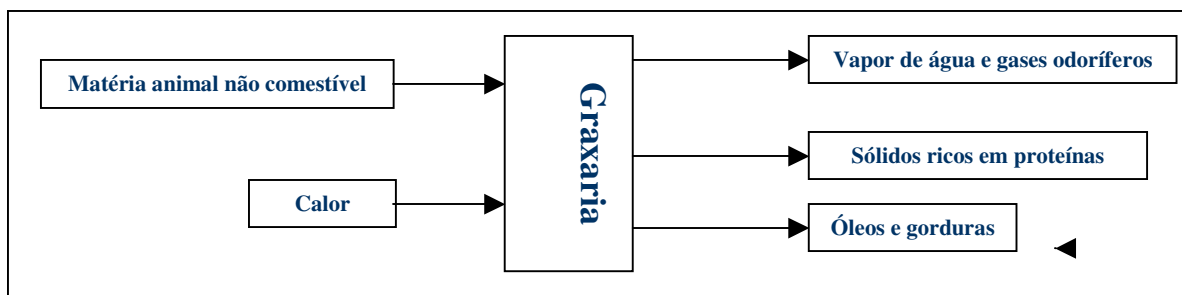 Matéria animal não comestível
Calor
Graxaria
Vapor de água e gases odoríferos
Sólidos ricos em proteínas
Óleos e gorduras